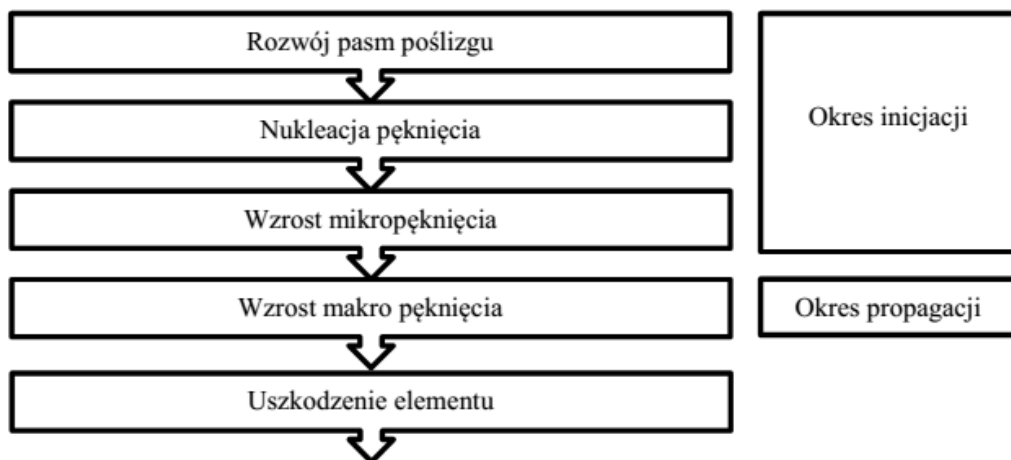 Rozwój pasm poślizgu
Nukleacja pęknięcia
Wzrost mikropęknięcia
Okres inicjacji
Wzrost makro pęknięcia
Okres propagacji
Uszkodzenie elementu